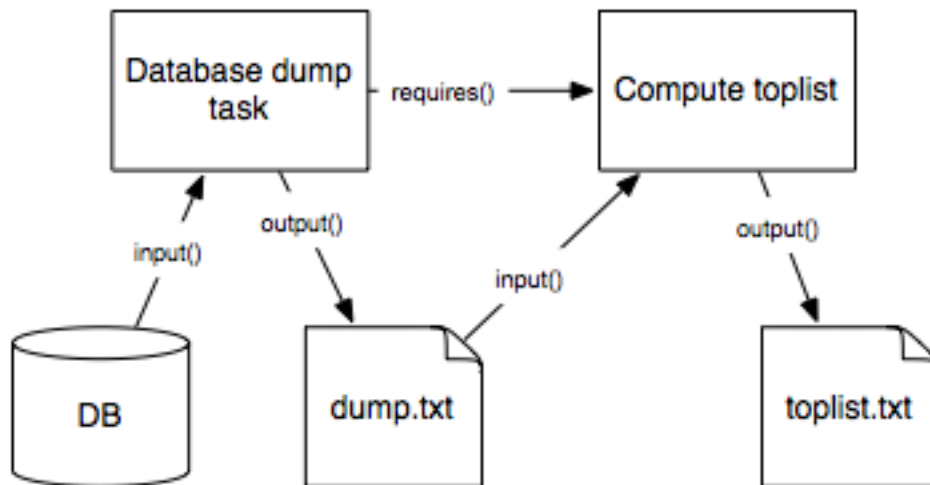 Database dump
task
requires()
Compute toplist
input()
output()
input()
output()
DB
dump.txt
toplist.txt